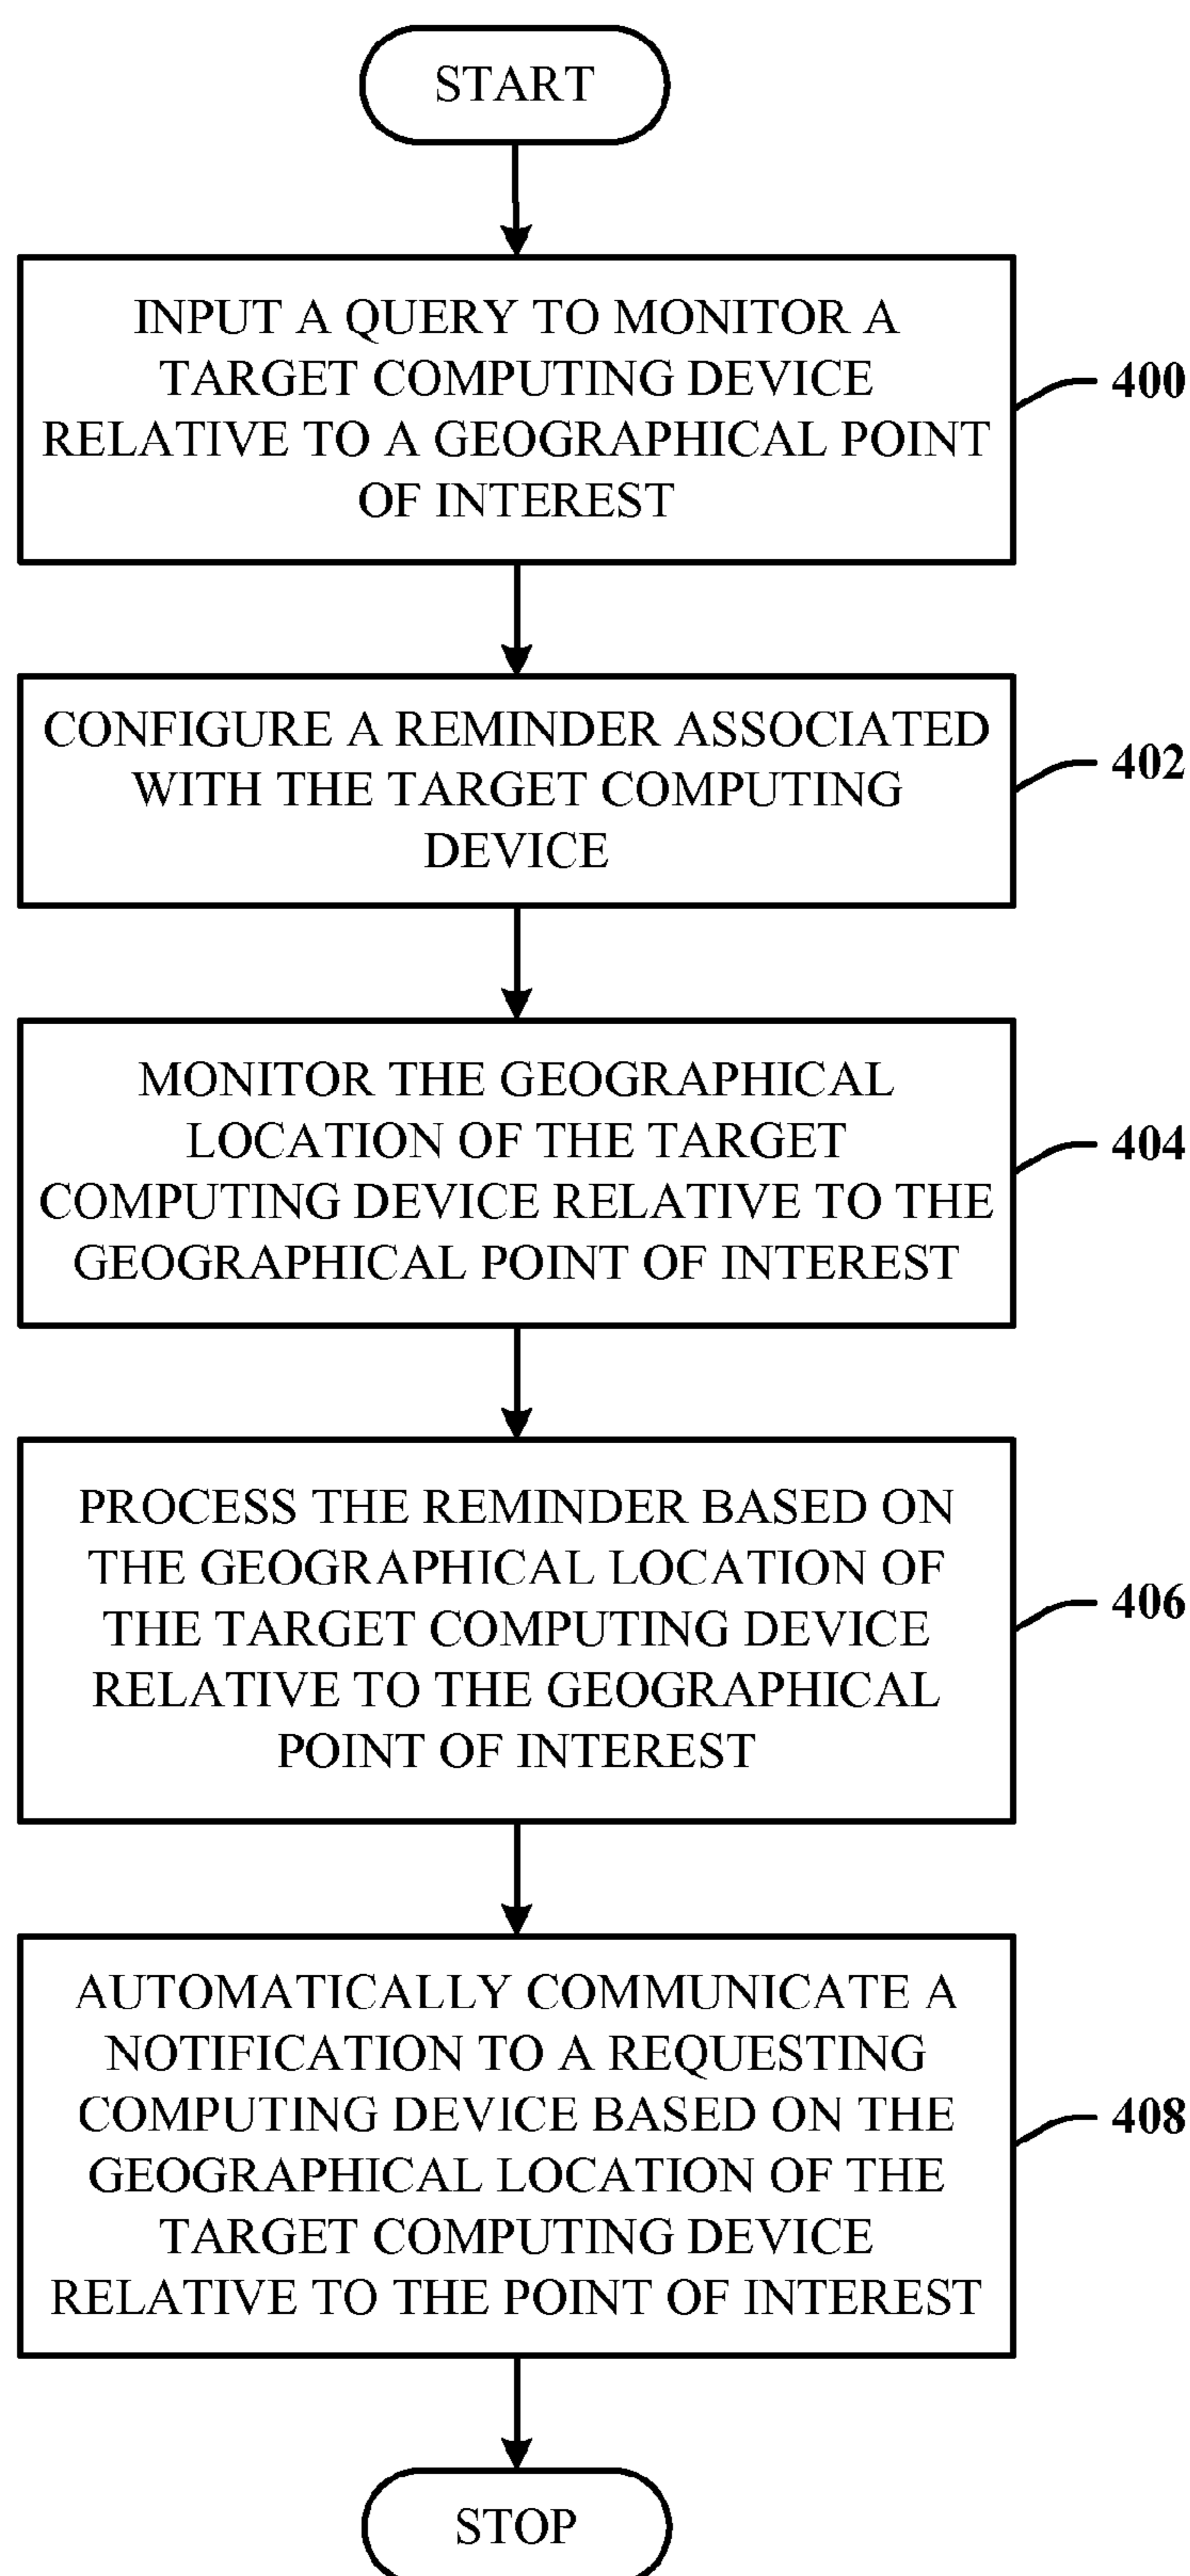 START
INPUT A QUERY TO MONITOR A
TARGET COMPUTING DEVICE
RELATIVE TO A GEOGRAPHICAL POINT
OF INTEREST
400
CONFIGURE A REMINDER ASSOCIATED
WITH THE TARGET COMPUTING
DEVICE
402
MONITOR THE GEOGRAPHICAL
LOCATION OF THE TARGET
COMPUTING DEVICE RELATIVE TO THE
GEOGRAPHICAL POINT OF INTEREST
404
PROCESS THE REMINDER BASED ON
THE GEOGRAPHICAL LOCATION OF
THE TARGET COMPUTING DEVICE
RELATIVE TO THE GEOGRAPHICAL
POINT OF INTEREST
406
AUTOMATICALLY COMMUNICATE A
NOTIFICATION TO A REQUESTING
COMPUTING DEVICE BASED ON THE
GEOGRAPHICAL LOCATION OF THE
TARGET COMPUTING DEVICE
RELATIVE TO THE POINT OF INTEREST
408
STOP